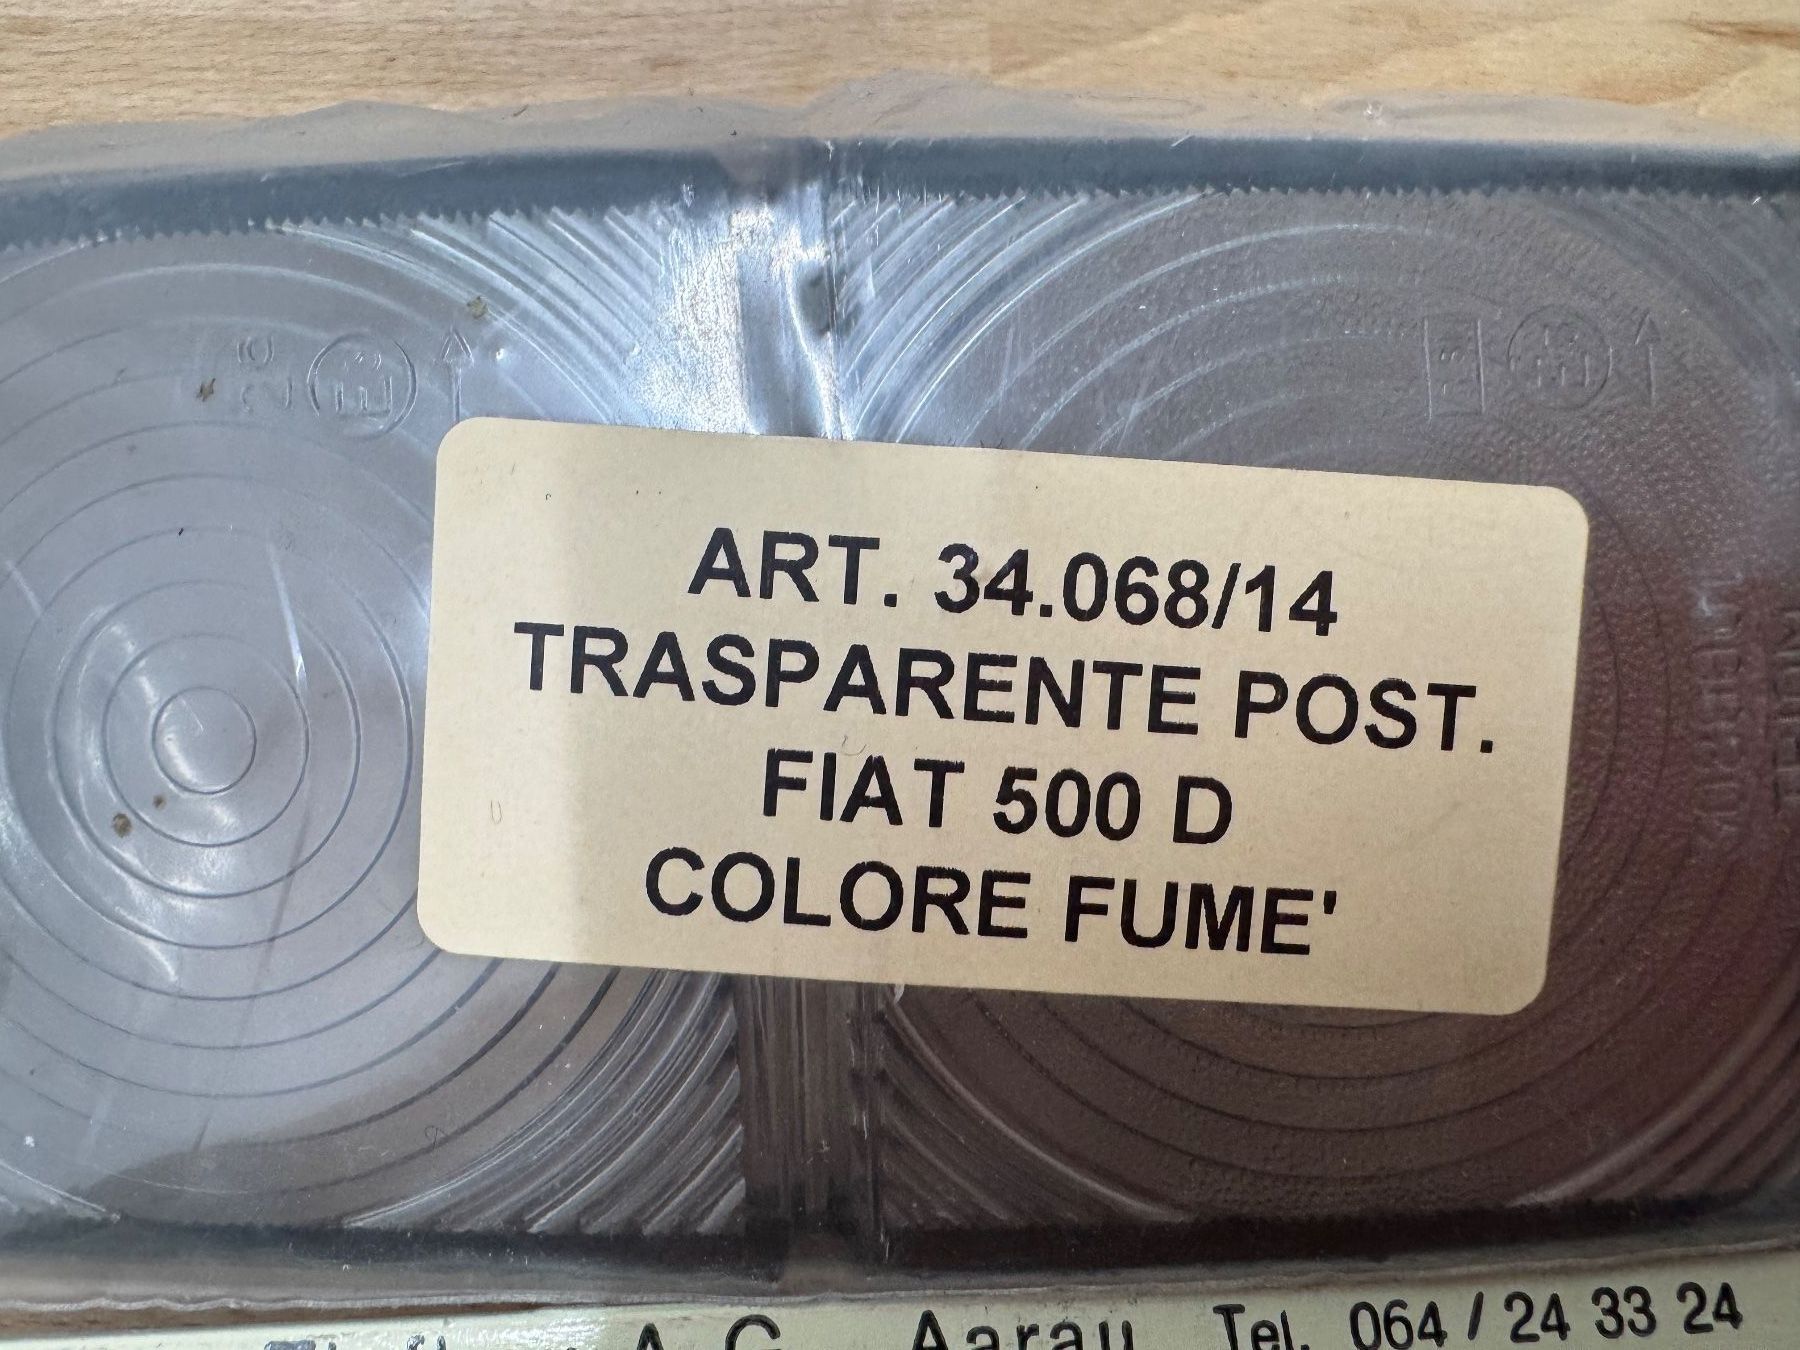 ART. 34.068/14
TRASPARENTE POST.
FIAT 500 D
COLORE FUME'
A.G. Aarau Tel. 064 / 24 33 24